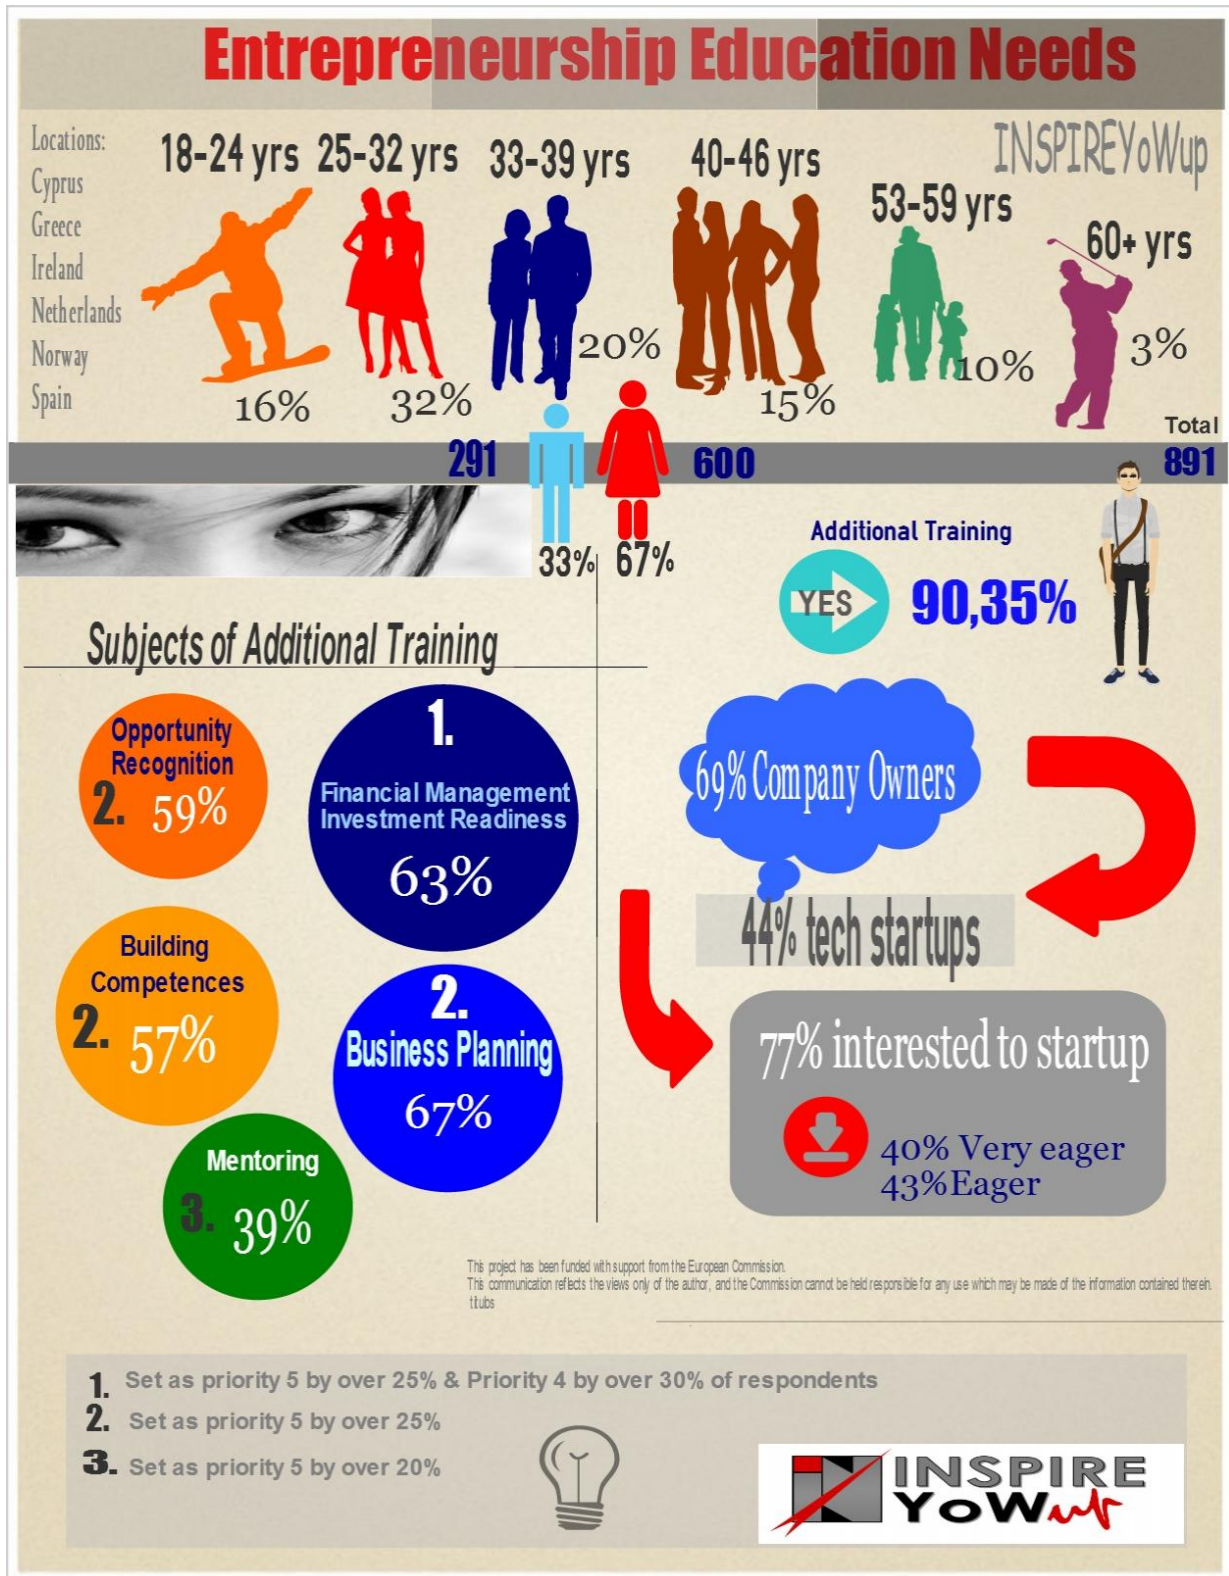 Entrepreneurship Education Needs
Locations:
Cyprus
Greece
Ireland
Netherlands
Norway
Spain
18-24 yrs
16%
25-32 yrs
32%
33-39 yrs
20%
40-46 yrs
15%
INSPIREYoWup
53-59 yrs
10%
60+ yrs
3%
Total
891
291
600
33%
67%
Additional Training
YES
90,35%
Subjects of Additional Training
Opportunity
Recognition
2. 59%
1.
Financial Management
Investment Readiness
63%
Building
Competences
2. 57%
2.
Business Planning
67%
Mentoring
3. 39%
69% Company Owners
44% tech startups
77% interested to startup
40% Very eager
43%Eager
This project has been funded with support from the European Commission.
This communication reflects the views only of the author, and the Commission cannot be held responsible for any use which may be made of the information contained therein.
titubs
1. Set as priority 5 by over 25% & Priority 4 by over 30% of respondents
2. Set as priority 5 by over 25%
3. Set as priority 5 by over 20%
INSPIRE
YoWup